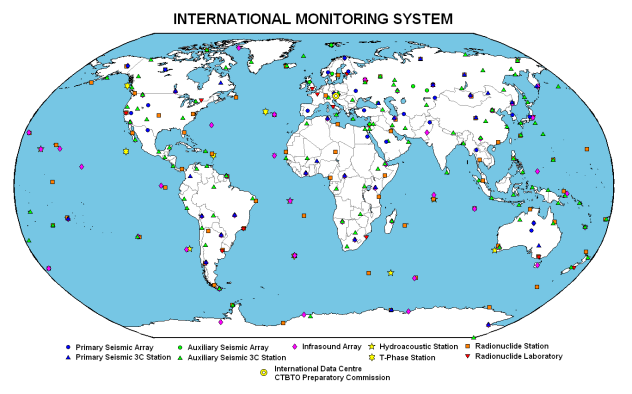 INTERNATIONAL MONITORING SYSTEM
Primary Seismic Array
Auxiliary Seismic Array
Infrasound Array
Hydroacoustic Station
Radionuclide Station
Primary Seismic 3C Station
Auxiliary Seismic 3C Station
T-Phase Station
Radionuclide Laboratory
International Data Centre
CTBTO Preparatory Commission